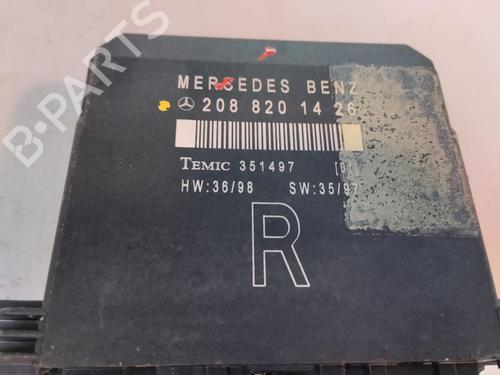 B-PARTS
MERCEDES BENZ
208 820 14 26
TEMIC 351497
HW:36/98 SW:35/97
R